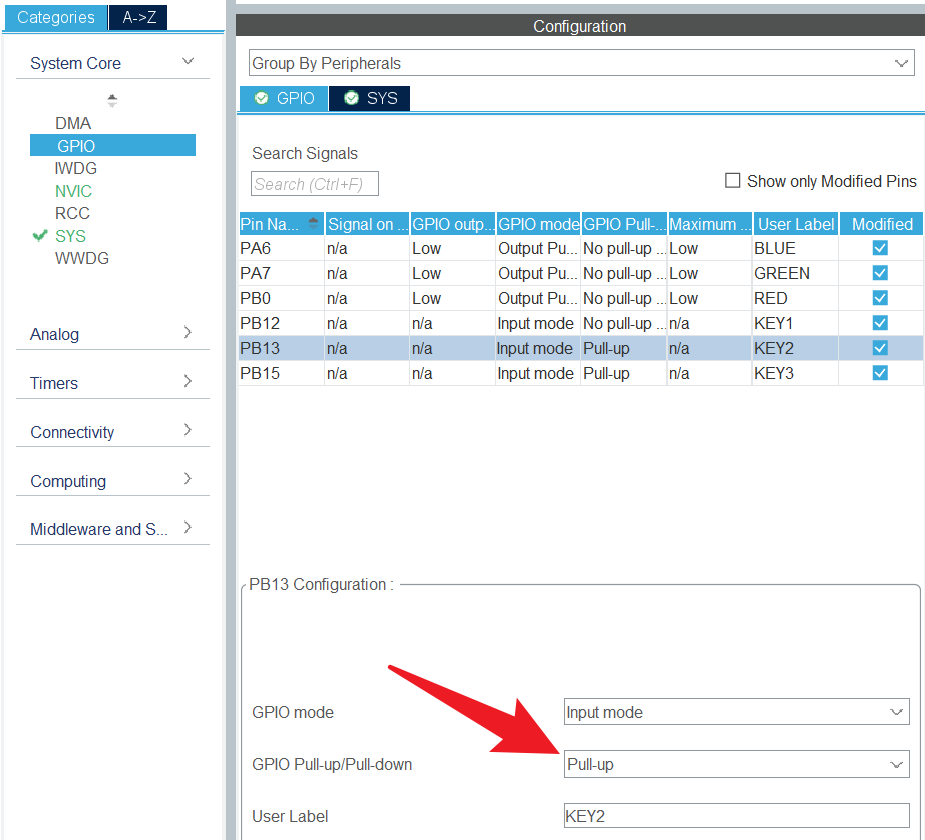 Categories A->Z
System Core
DMA
GPIO
IWDG
NVIC
RCC
SYS
WWDG
Analog
Timers
Connectivity
Computing
Middleware and S...
Configuration
Group By Peripherals
GPIO SYS
Search Signals
Search (Ctrl+F)
Show only Modified Pins
Pin Na... Signal on ... GPIO outp... GPIO mode GPIO Pull-... Maximum ... User Label Modified
PA6 n/a Low Output Pu... No pull-up ... Low BLUE
PA7 n/a Low Output Pu... No pull-up ... Low GREEN
PB0 n/a Low Output Pu... No pull-up ... Low RED
PB12 n/a n/a Input mode No pull-up ... n/a KEY1
PB13 n/a n/a Input mode Pull-up n/a KEY2
PB15 n/a n/a Input mode Pull-up n/a KEY3
PB13 Configuration :
GPIO mode Input mode
GPIO Pull-up/Pull-down Pull-up
User Label KEY2